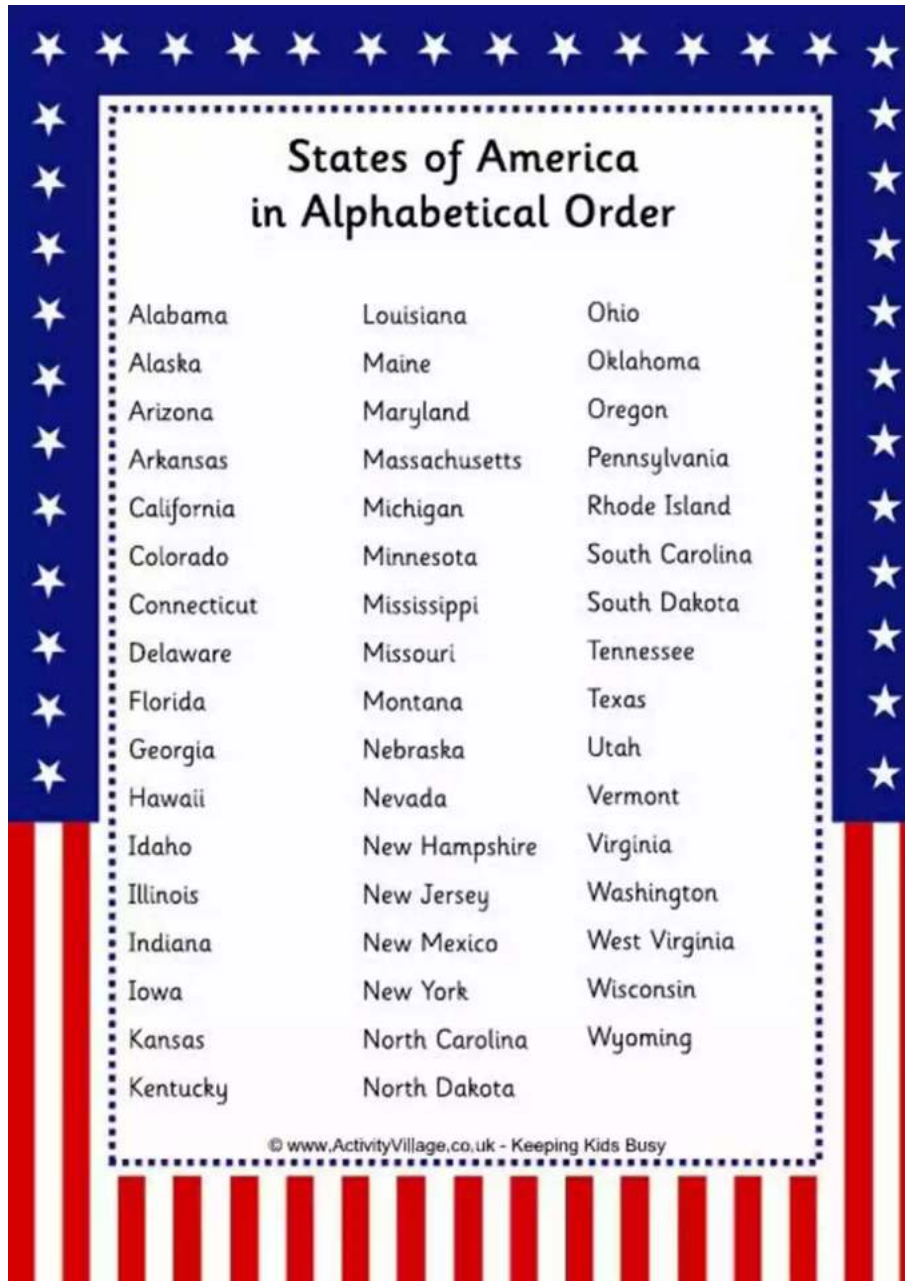 States of America
in Alphabetical Order
Alabama
Alaska
Arizona
Arkansas
California
Colorado
Connecticut
Delaware
Florida
Georgia
Hawaii
Idaho
Illinois
Indiana
Iowa
Kansas
Kentucky
Louisiana
Maine
Maryland
Massachusetts
Michigan
Minnesota
Mississippi
Missouri
Montana
Nebraska
Nevada
New Hampshire
New Jersey
New Mexico
New York
North Carolina
North Dakota
Ohio
Oklahoma
Oregon
Pennsylvania
Rhode Island
South Carolina
South Dakota
Tennessee
Texas
Utah
Vermont
Virginia
Washington
West Virginia
Wisconsin
Wyoming
© www.ActivityVillage.co.uk - Keeping Kids Busy